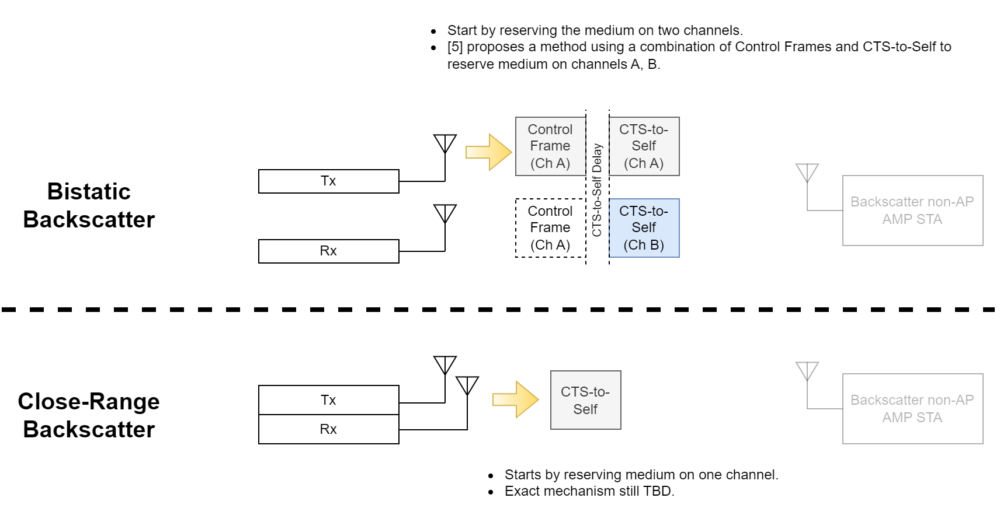 • Start by reserving the medium on two channels.
• [5] proposes a method using a combination of Control Frames and CTS-to-Self to
reserve medium on channels A, B.
Bistatic
Backscatter
Tx
Rx
Control
Frame
(Ch A)
CTS-to-Self Delay
CTS-to-
Self
(Ch A)
Control
Frame
(Ch A)
CTS-to-
Self
(Ch B)
Backscatter non-AP
AMP STA
Close-Range
Backscatter
Tx
Rx
CTS-to-
Self
Backscatter non-AP
AMP STA
• Starts by reserving medium on one channel.
• Exact mechanism still TBD.